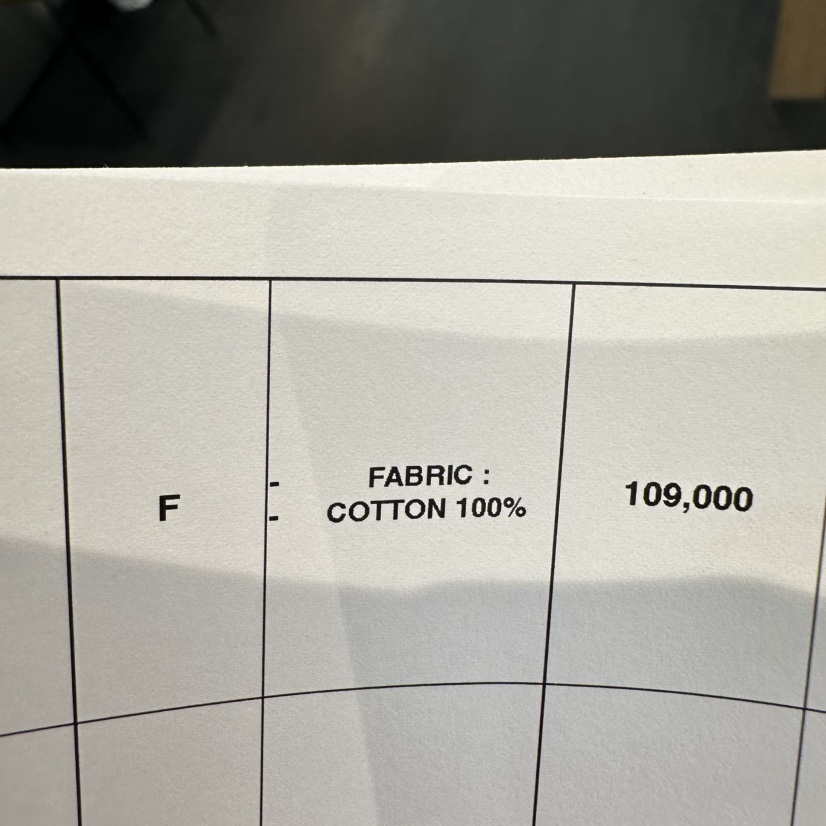 F
-
-
FABRIC :
COTTON 100%
109,000